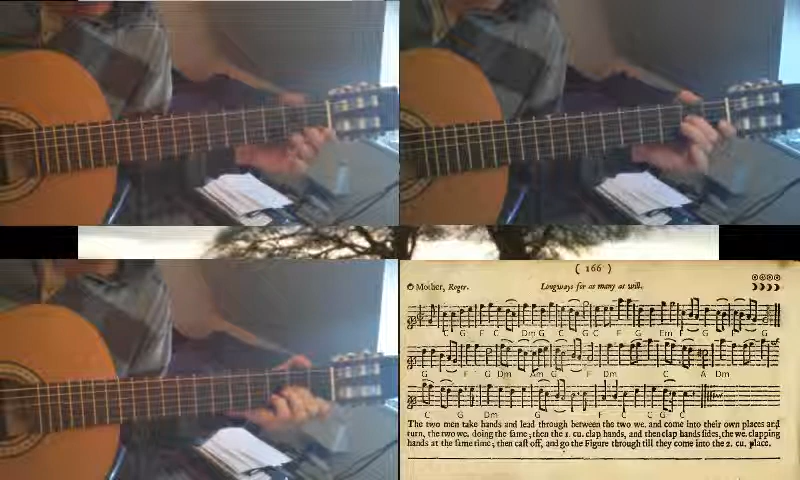 ( 166 )
Mother, Roger. Longways for as many as will.
C G F C Dm G C G C F G Em F G F G
G F G Dm Am G F Dm C A Dm
C G Dm G F C G C
The two men take hands and lead through between the two we. and come into their own places and
turn, the two we. doing the same; then the 1. cu. clap hands, and then clap hands sides, the we. clapping
hands at the same time; then cast off, and go the Figure through till they come into the 2. cu. place.